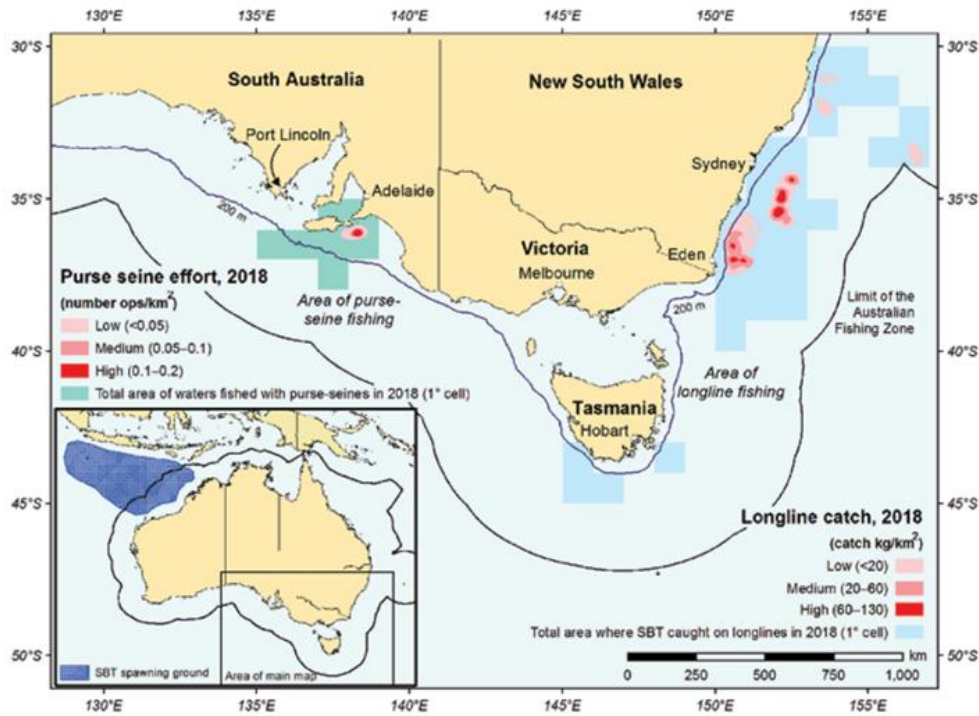 130°E 135°E 140°E 145°E 150°E 155°E
30°S 30°S
South Australia New South Wales
Port Lincoln
Sydney
Adelaide
35°S 35°S
200 m
Victoria
Eden
Melbourne
Purse seine effort, 2018
(number ops/km²)
Low (<0.05)
Medium (0.05–0.1)
High (0.1–0.2)
Total area of waters fished with purse-seines in 2018 (1° cell)
Area of purse-
seine fishing
200 m
Limit of the
Australian
Fishing Zone
40°S 40°S
Area of
longline fishing
Tasmania
Hobart
45°S 45°S
Longline catch, 2018
(catch kg/km²)
Low (<20)
Medium (20–60)
High (60–130)
Total area where SBT caught on longlines in 2018 (1° cell)
km
0 250 500 750 1,000
50°S 50°S
SBT spawning ground
Area of main map
130°E 135°E 140°E 145°E 150°E 155°E